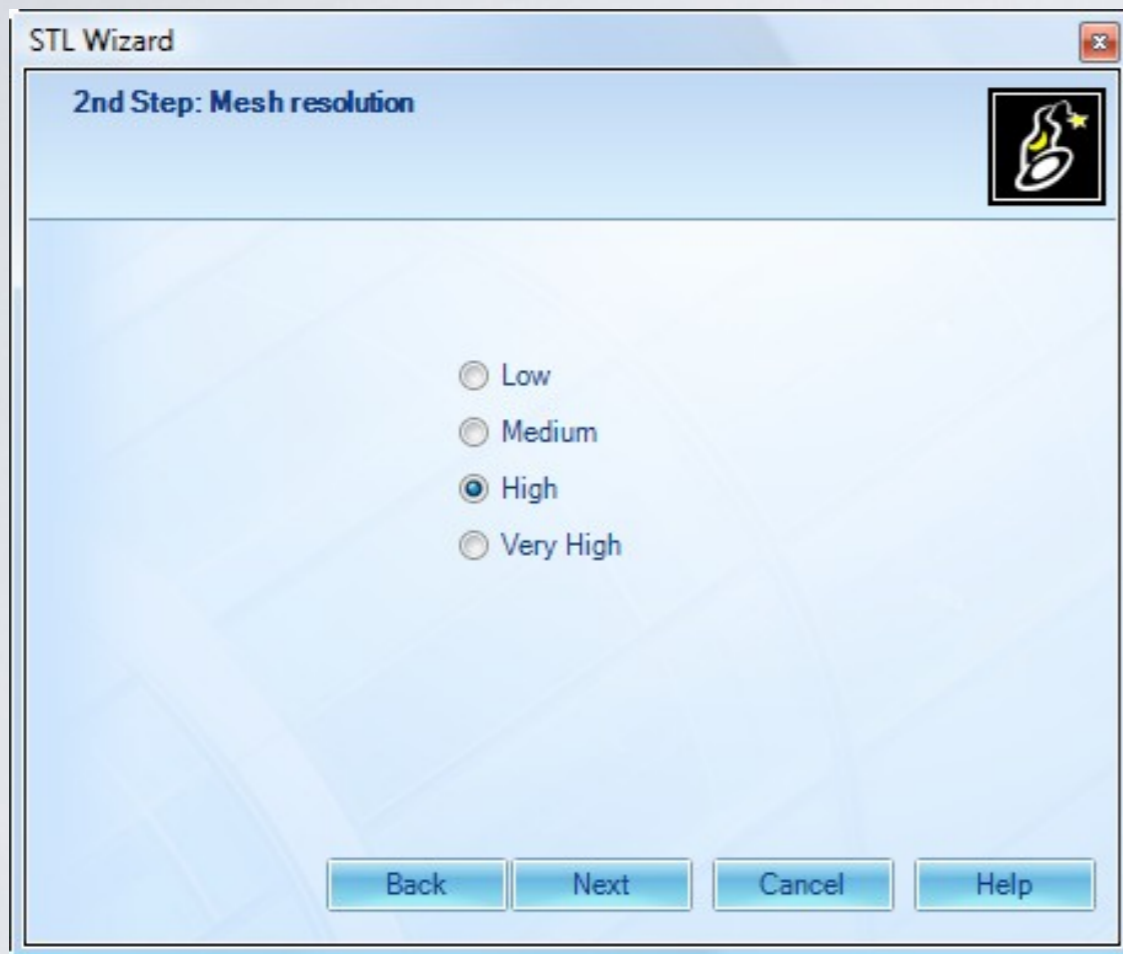 STL Wizard
2nd Step: Mesh resolution
Low
Medium
High
Very High
Back Next Cancel Help